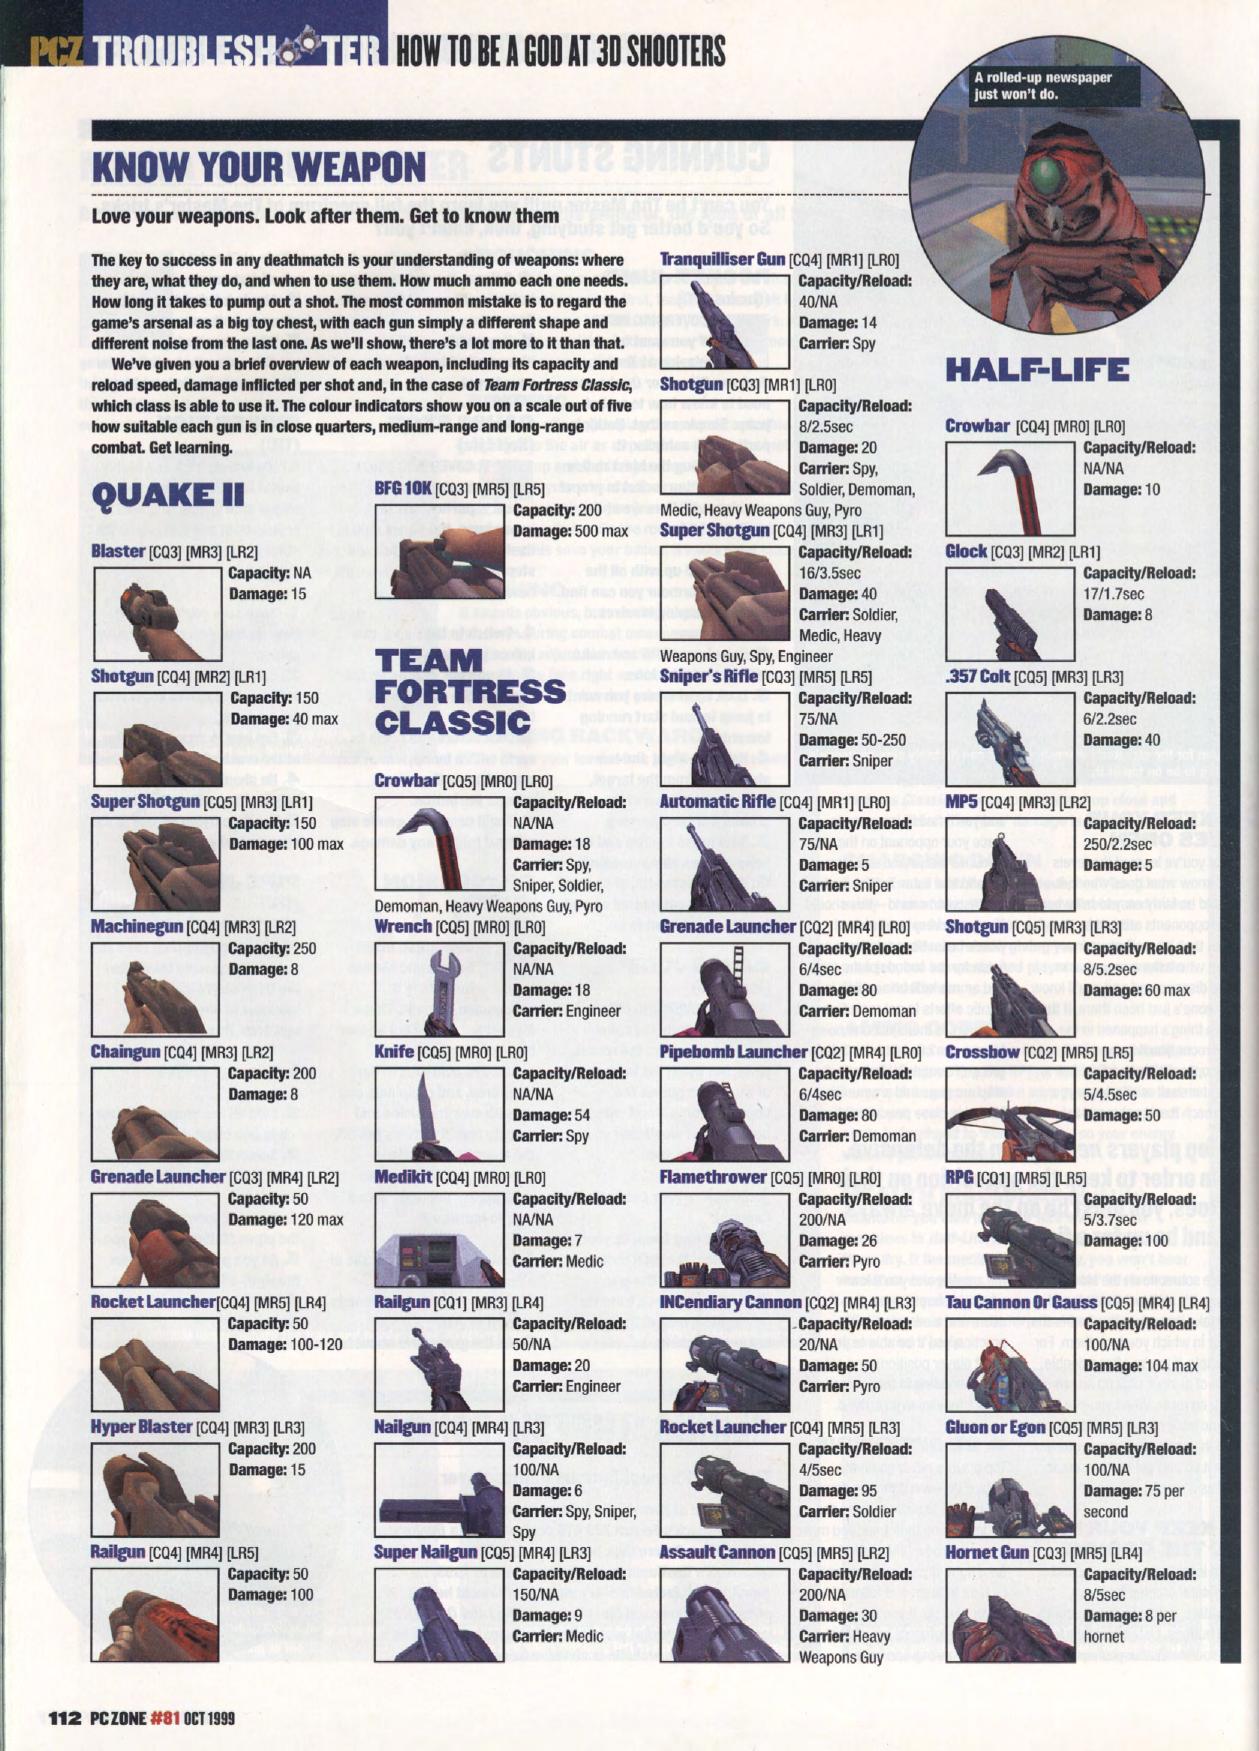 PCZ TROUBLESHOOTER HOW TO BE A GOD AT 3D SHOOTERS
A rolled-up newspaper
just won't do.
KNOW YOUR WEAPON
Love your weapons. Look after them. Get to know them
The key to success in any deathmatch is your understanding of weapons: where
they are, what they do, and when to use them. How much ammo each one needs.
How long it takes to pump out a shot. The most common mistake is to regard the
game's arsenal as a big toy chest, with each gun simply a different shape and
different noise from the last one. As we'll show, there's a lot more to it than that.
We've given you a brief overview of each weapon, including its capacity and
reload speed, damage inflicted per shot and, in the case of Team Fortress Classic,
which class is able to use it. The colour indicators show you on a scale out of five
how suitable each gun is in close quarters, medium-range and long-range
combat. Get learning.
QUAKE II
Blaster [CQ3] [MR3] [LR2]
Capacity: NA
Damage: 15
Shotgun [CQ4] [MR2] [LR1]
Capacity: 150
Damage: 40 max
Super Shotgun [CQ5] [MR3] [LR1]
Capacity: 150
Damage: 100 max
Machinegun [CQ4] [MR3] [LR2]
Capacity: 250
Damage: 8
Chaingun [CQ4] [MR3] [LR2]
Capacity: 200
Damage: 8
Grenade Launcher [CQ3] [MR4] [LR2]
Capacity: 50
Damage: 120 max
Rocket Launcher[CQ4] [MR5] [LR4]
Capacity: 50
Damage: 100-120
Hyper Blaster [CQ4] [MR3] [LR3]
Capacity: 200
Damage: 15
Railgun [CQ4] [MR4] [LR5]
Capacity: 50
Damage: 100
BFG 10K [CQ3] [MR5] [LR5]
Capacity: 200
Damage: 500 max
TEAM
FORTRESS
CLASSIC
Crowbar [CQ5] [MR0] [LR0]
Capacity/Reload:
NA/NA
Damage: 18
Carrier: Spy,
Sniper, Soldier,
Demoman, Heavy Weapons Guy, Pyro
Wrench [CQ5] [MR0] [LR0]
Capacity/Reload:
NA/NA
Damage: 18
Carrier: Engineer
Knife [CQ5] [MR0] [LR0]
Capacity/Reload:
NA/NA
Damage: 54
Carrier: Spy
Medikit [CQ4] [MR0] [LR0]
Capacity/Reload:
NA/NA
Damage: 7
Carrier: Medic
Railgun [CQ1] [MR3] [LR4]
Capacity/Reload:
50/NA
Damage: 20
Carrier: Engineer
Nailgun [CQ4] [MR4] [LR3]
Capacity/Reload:
100/NA
Damage: 6
Carrier: Spy, Sniper,
Spy
Super Nailgun [CQ5] [MR4] [LR3]
Capacity/Reload:
150/NA
Damage: 9
Carrier: Medic
Tranquilliser Gun [CQ4] [MR1] [LR0]
Capacity/Reload:
40/NA
Damage: 14
Carrier: Spy
Shotgun [CQ3] [MR1] [LR0]
Capacity/Reload:
8/2.5sec
Damage: 20
Carrier: Spy,
Soldier, Demoman,
Medic, Heavy Weapons Guy, Pyro
Super Shotgun [CQ4] [MR3] [LR1]
Capacity/Reload:
16/3.5sec
Damage: 40
Carrier: Soldier,
Medic, Heavy
Weapons Guy, Spy, Engineer
Sniper's Rifle [CQ3] [MR5] [LR5]
Capacity/Reload:
75/NA
Damage: 50-250
Carrier: Sniper
Automatic Rifle [CQ4] [MR1] [LR0]
Capacity/Reload:
75/NA
Damage: 5
Carrier: Sniper
Grenade Launcher [CQ2] [MR4] [LR0]
Capacity/Reload:
6/4sec
Damage: 80
Carrier: Demoman
Pipebomb Launcher [CQ2] [MR4] [LR0]
Capacity/Reload:
6/4sec
Damage: 80
Carrier: Demoman
Flamethrower [CQ5] [MR0] [LR0]
Capacity/Reload:
200/NA
Damage: 26
Carrier: Pyro
INCendiary Cannon [CQ2] [MR4] [LR3]
Capacity/Reload:
20/NA
Damage: 50
Carrier: Pyro
Rocket Launcher [CQ4] [MR5] [LR3]
Capacity/Reload:
4/5sec
Damage: 95
Carrier: Soldier
Assault Cannon [CQ5] [MR5] [LR2]
Capacity/Reload:
200/NA
Damage: 30
Carrier: Heavy
Weapons Guy
HALF-LIFE
Crowbar [CQ4] [MR0] [LR0]
Capacity/Reload:
NA/NA
Damage: 10
Glock [CQ3] [MR2] [LR1]
Capacity/Reload:
17/1.7sec
Damage: 8
.357 Colt [CQ5] [MR3] [LR3]
Capacity/Reload:
6/2.2sec
Damage: 40
MP5 [CQ4] [MR3] [LR2]
Capacity/Reload:
250/2.2sec
Damage: 5
Shotgun [CQ5] [MR3] [LR3]
Capacity/Reload:
8/5.2sec
Damage: 60 max
Crossbow [CQ2] [MR5] [LR5]
Capacity/Reload:
5/4.5sec
Damage: 50
RPG [CQ1] [MR5] [LR5]
Capacity/Reload:
5/3.7sec
Damage: 100
Tau Cannon Or Gauss [CQ5] [MR4] [LR4]
Capacity/Reload:
100/NA
Damage: 104 max
Gluon or Egon [CQ5] [MR5] [LR3]
Capacity/Reload:
100/NA
Damage: 75 per
second
Hornet Gun [CQ3] [MR5] [LR4]
Capacity/Reload:
8/5sec
Damage: 8 per
hornet
112 PC ZONE #81 OCT 1999